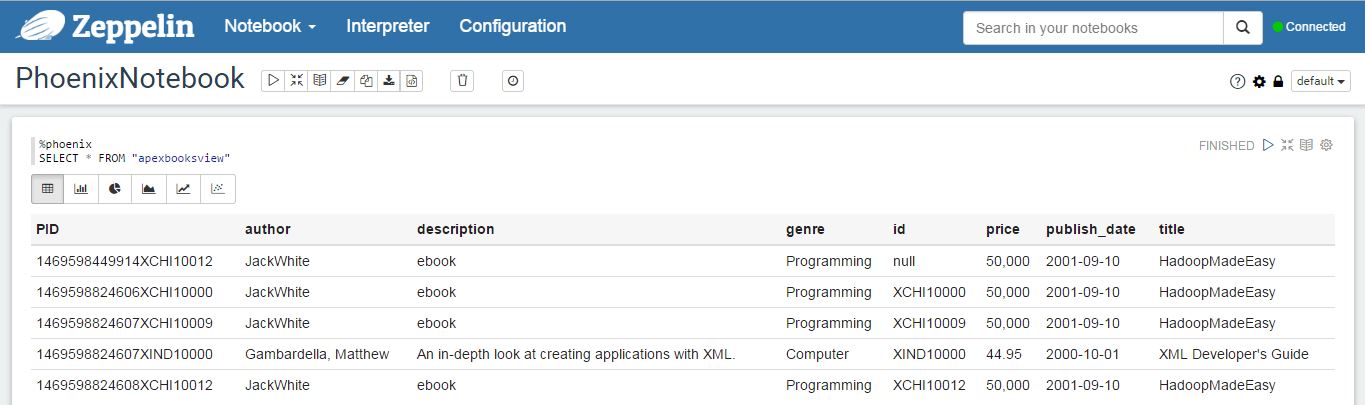 Zeppelin Notebook Interpreter Configuration Search in your notebooks Connected
PhoenixNotebook default
%phoenix FINISHED
SELECT * FROM "apexbooksview"
PID author description genre id price publish_date title
1469598449914XCHI10012 JackWhite ebook Programming null 50,000 2001-09-10 HadoopMadeEasy
1469598824606XCHI10000 JackWhite ebook Programming XCHI10000 50,000 2001-09-10 HadoopMadeEasy
1469598824607XCHI10009 JackWhite ebook Programming XCHI10009 50,000 2001-09-10 HadoopMadeEasy
1469598824607XIND10000 Gambardella, Matthew An in-depth look at creating applications with XML. Computer XIND10000 44.95 2000-10-01 XML Developer's Guide
1469598824608XCHI10012 JackWhite ebook Programming XCHI10012 50,000 2001-09-10 HadoopMadeEasy